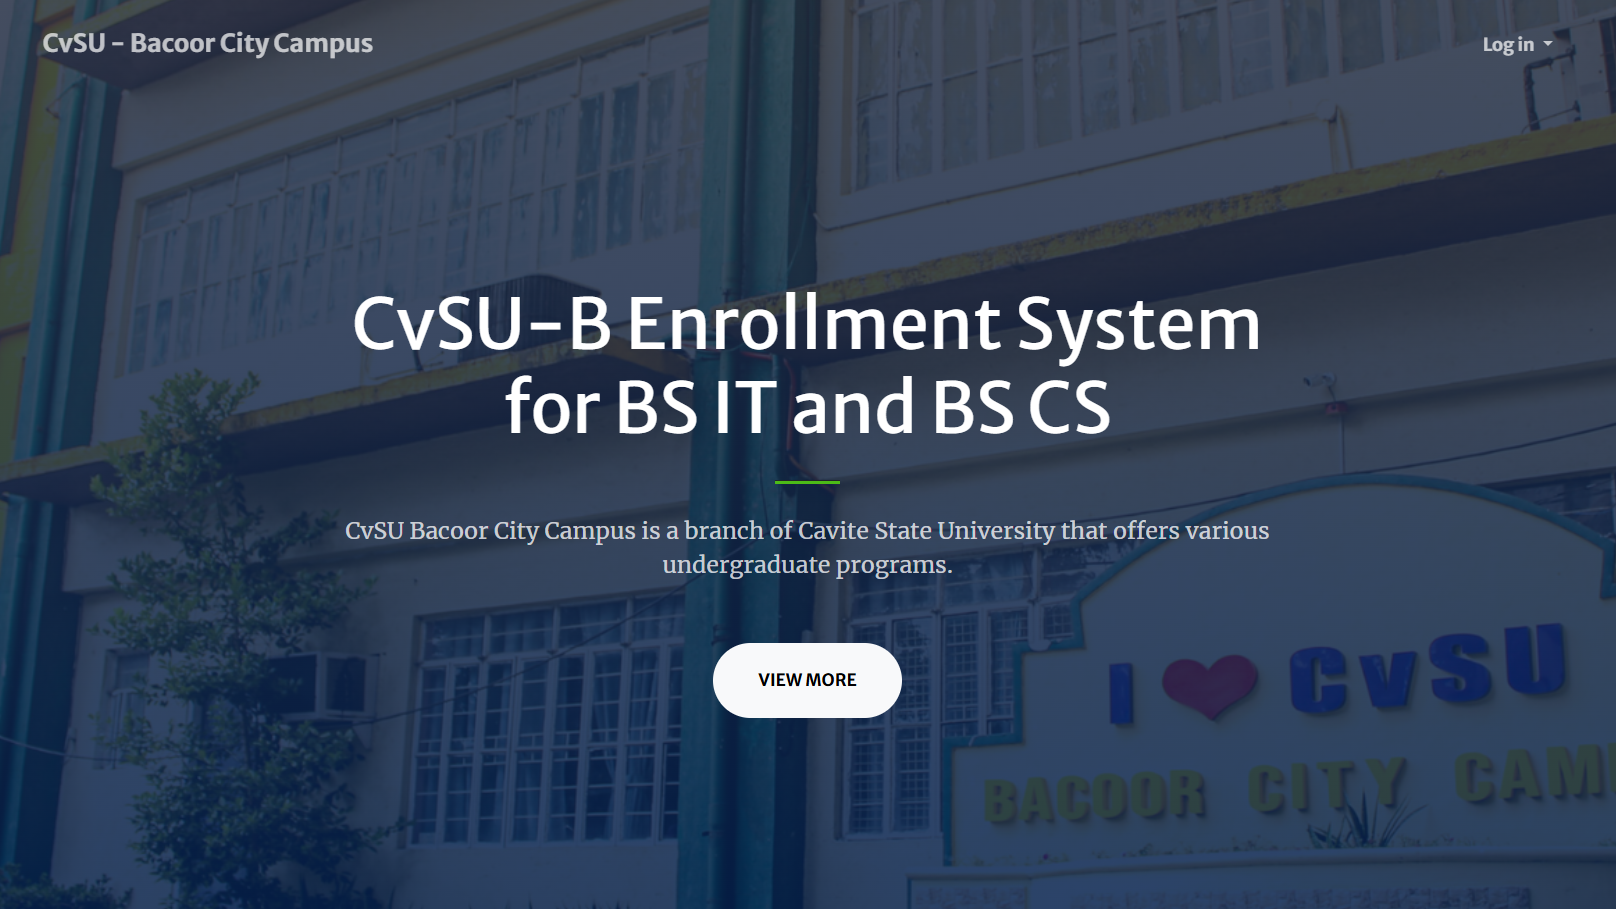 CvSU - Bacoor City Campus
Log in
CvSU-B Enrollment System
for BS IT and BS CS
CvSU Bacoor City Campus is a branch of Cavite State University that offers various
undergraduate programs.
VIEW MORE
I ❤ CvSU
BACOOR CITY CAM